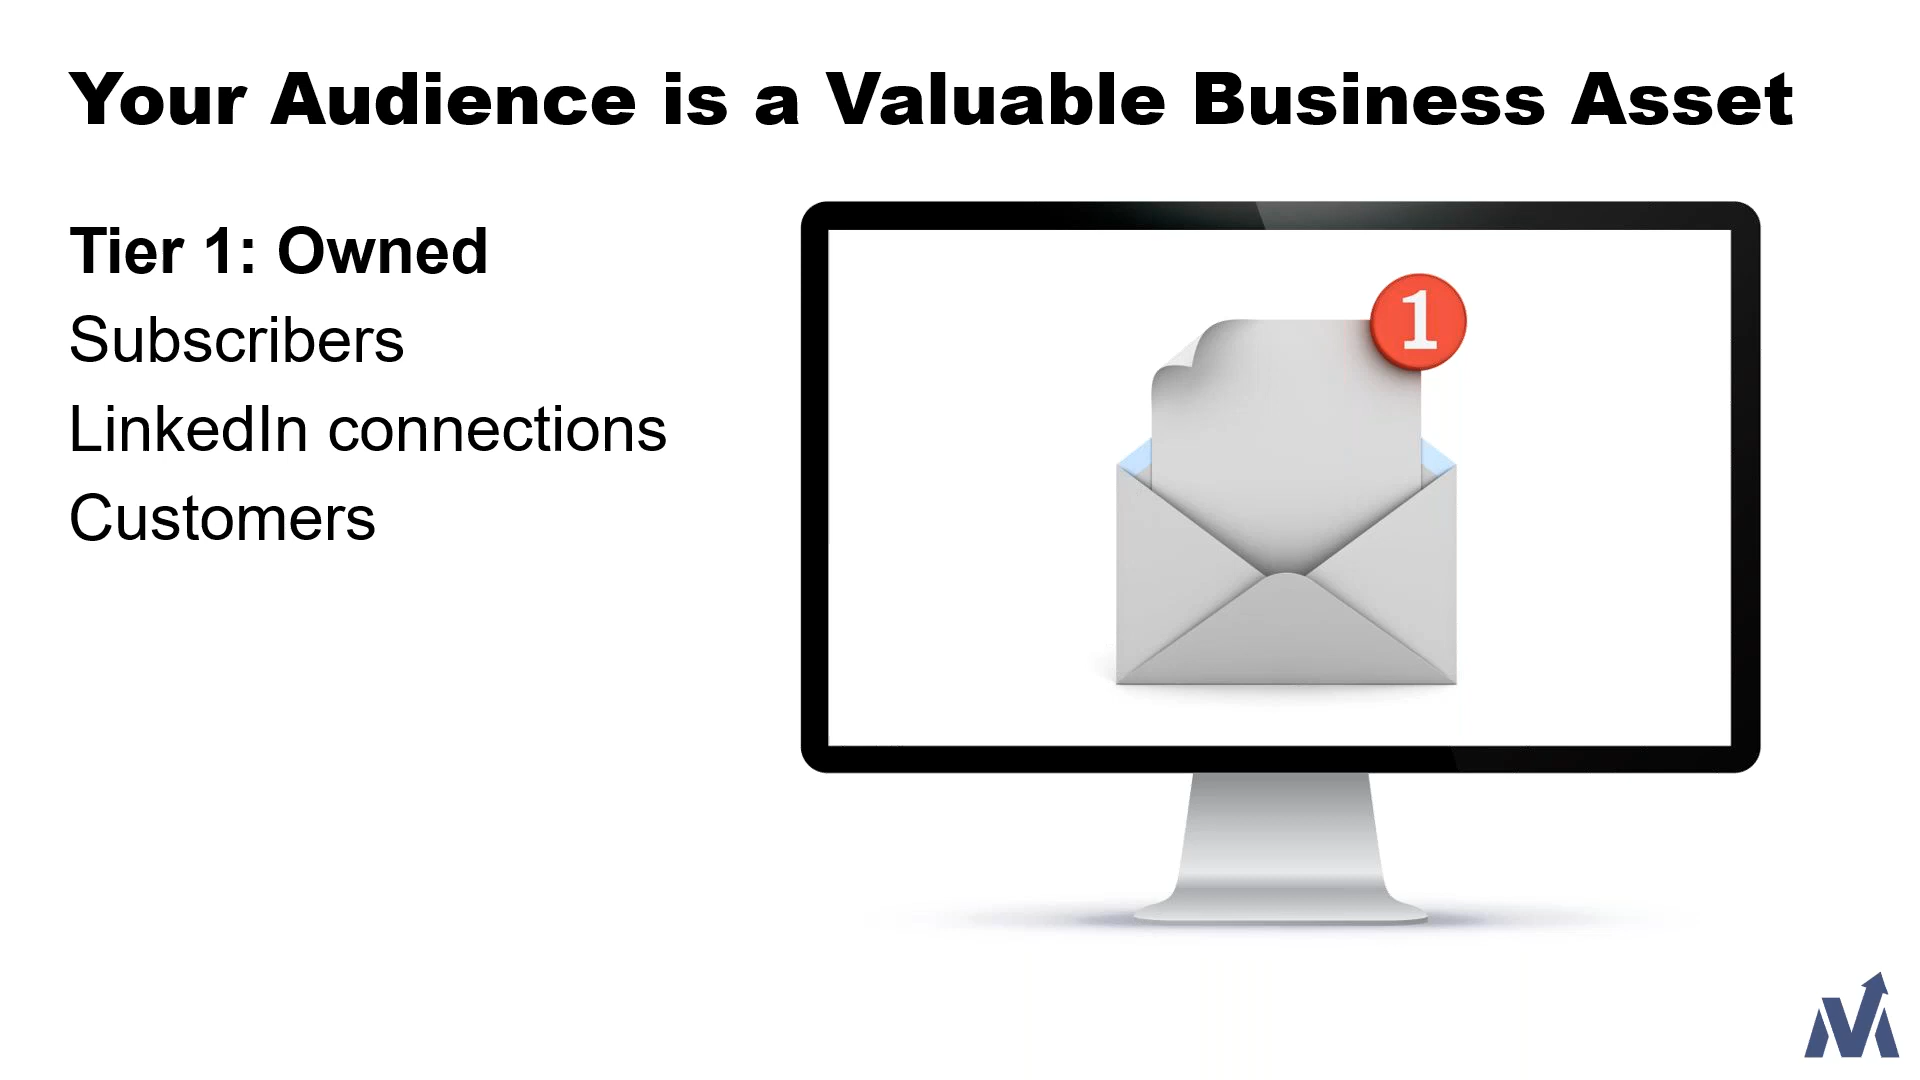 Your Audience is a Valuable Business Asset
Tier 1: Owned
Subscribers
LinkedIn connections
Customers
1